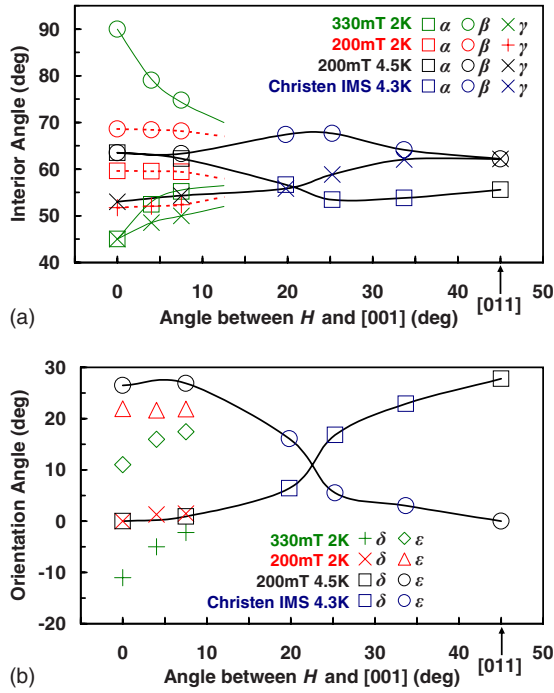 330mT 2K α β γ
200mT 2K α β γ
200mT 4.5K α β γ
Christen IMS 4.3K α β γ
Interior Angle (deg)
100
90
80
70
60
50
40
0 10 20 30 40 50
[011]
(a)
Angle between H and [001] (deg)
Orientation Angle (deg)
30
20
10
0
-10
-20
330mT 2K δ ε
200mT 2K δ ε
200mT 4.5K δ ε
Christen IMS 4.3K δ ε
0 10 20 30 40 50
[011]
(b)
Angle between H and [001] (deg)